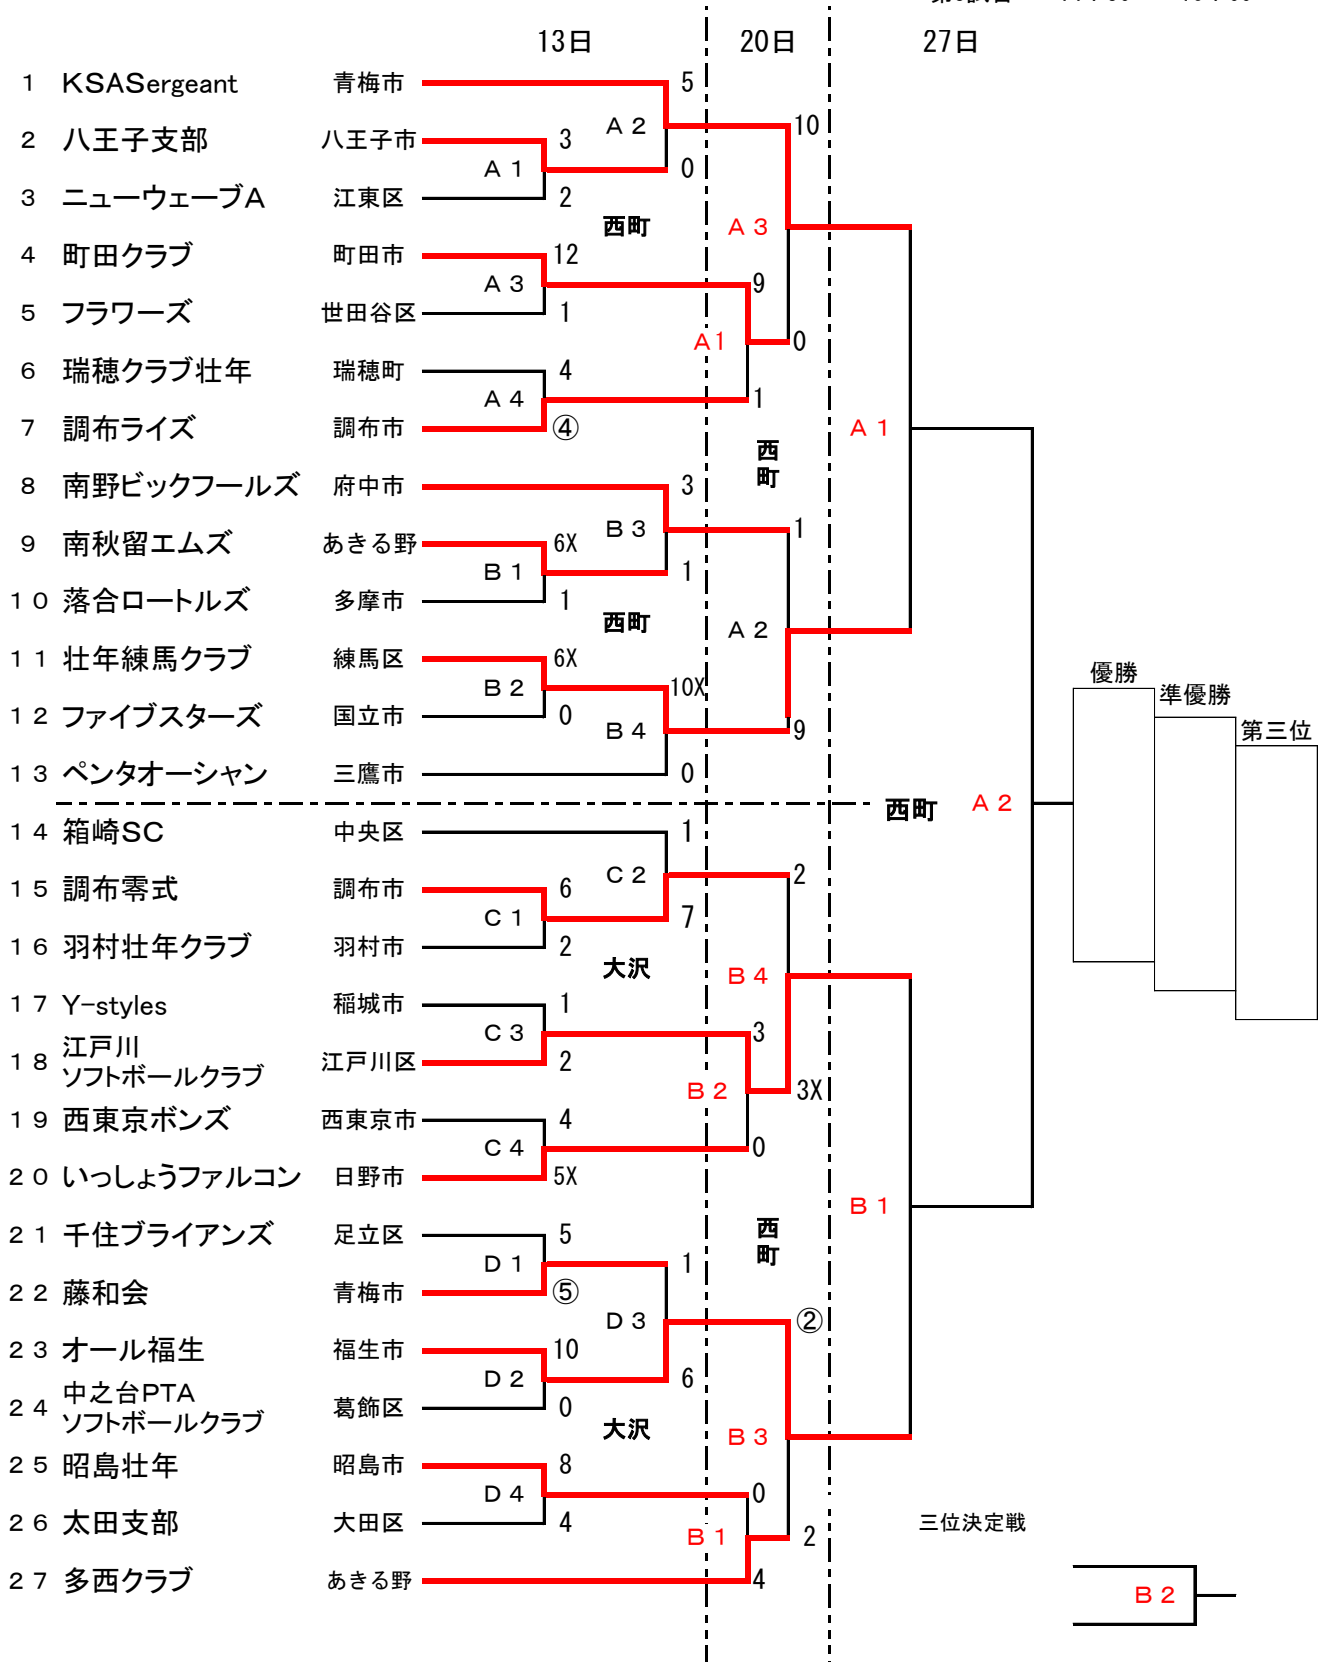 13日 20日 27日
1 KSASergeant 青梅市 5
A 2 10
2 八王子支部 八王子市 3
A 1 0
3 ニューウェーブA 江東区 2
西町 A 3
4 町田クラブ 町田市 12
A 3 9
5 フラワーズ 世田谷区 1
A 1 0
6 瑞穂クラブ壮年 瑞穂町 4
A 4 1
7 調布ライズ 調布市 ④ A 1
西町
8 南野ビックフールズ 府中市 3
B 3 1
9 南秋留エムズ あきる野 6X
B 1 1
10 落合ロートルズ 多摩市 1
西町 A 2
11 壮年練馬クラブ 練馬区 6X
B 2 10X
12 ファイブスターズ 国立市 0
B 4 9
13 ペンタオーシャン 三鷹市 0
優勝
準優勝
第三位
西町 A 2
14 箱崎SC 中央区 1
C 2 2
15 調布零式 調布市 6
C 1 7
16 羽村壮年クラブ 羽村市 2
大沢 B 4
17 Y-styles 稲城市 1
C 3 3
18 江戸川
ソフトボールクラブ 江戸川区 2
B 2 3X
19 西東京ボンズ 西東京市 4
C 4 0
20 いっしょうファルコン 日野市 5X
B 1
西町
21 千住ブライアンズ 足立区 5
D 1 1
22 藤和会 青梅市 ⑤
D 3 ②
23 オール福生 福生市 10
D 2 6
24 中之台PTA
ソフトボールクラブ 葛飾区 0
大沢 B 3
25 昭島壮年 昭島市 8
D 4 0
26 太田支部 大田区 4
B 1 2
27 多西クラブ あきる野 4
三位決定戦
B 2